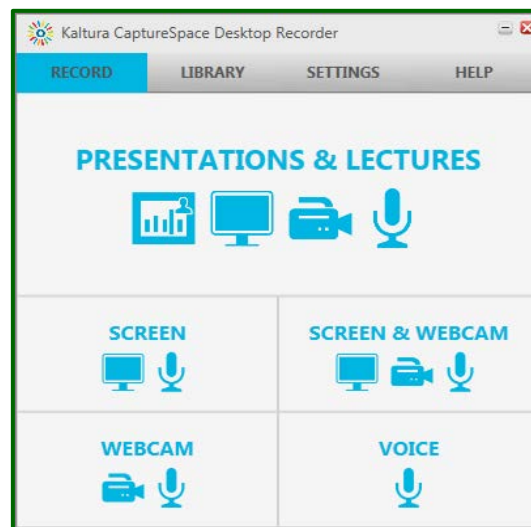 Kaltura CaptureSpace Desktop Recorder
RECORD LIBRARY SETTINGS HELP
PRESENTATIONS & LECTURES
SCREEN SCREEN & WEBCAM
WEBCAM VOICE